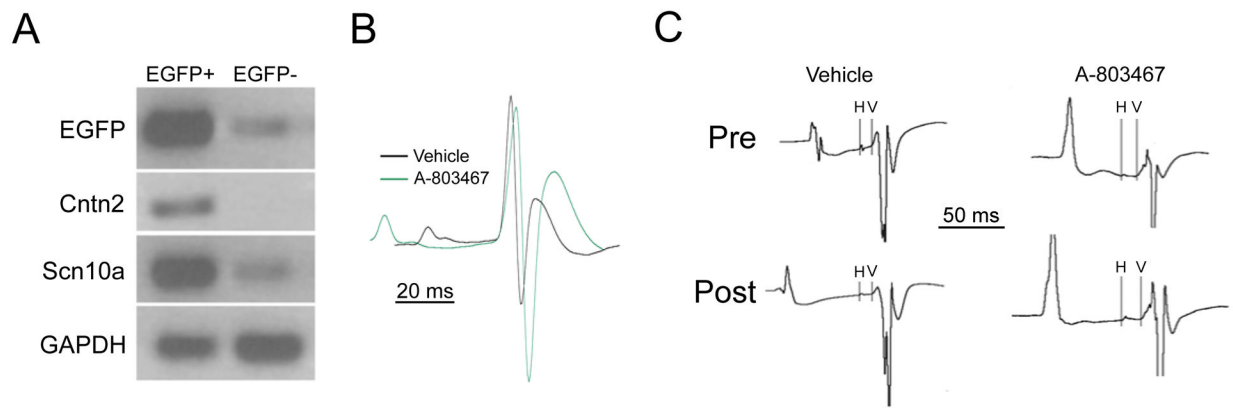 A
EGFP+ EGFP-
EGFP
Cntn2
Scn10a
GAPDH
B
Vehicle
A-803467
20 ms
C
Vehicle
A-803467
Pre
H V
H V
50 ms
Post
H V
H V